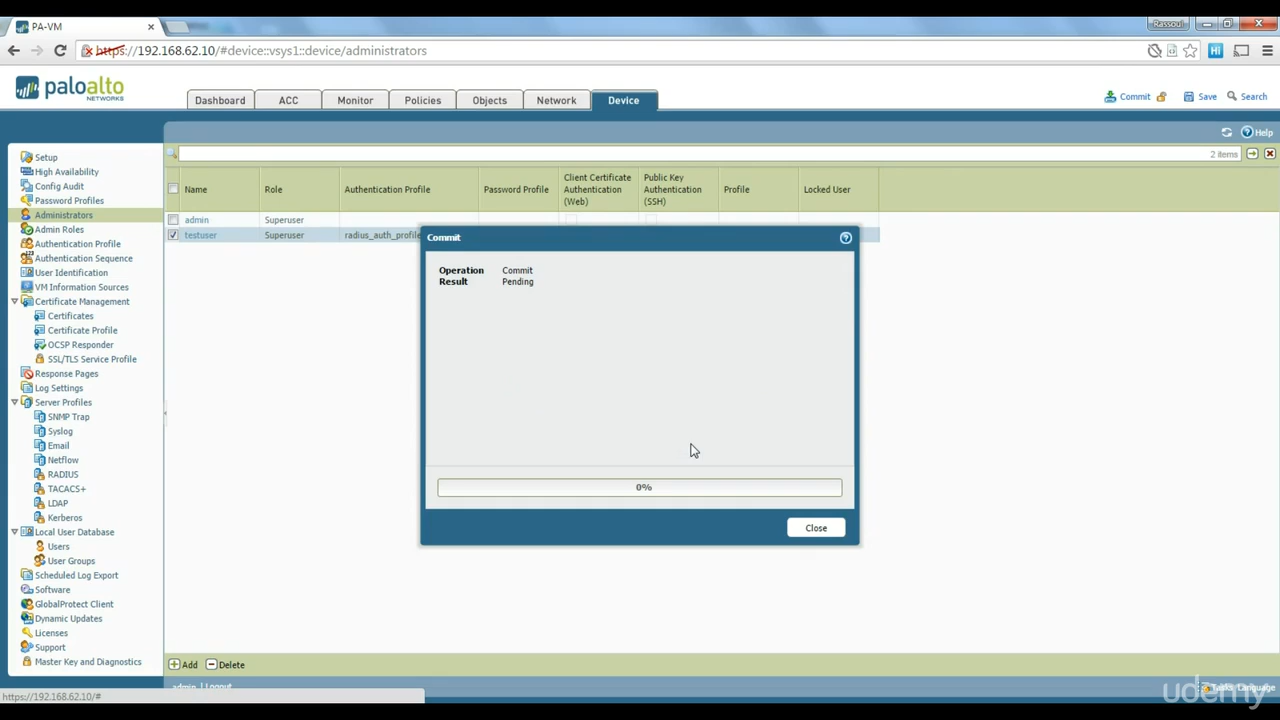 PA-VM
Rassoul
https://192.168.62.10/#device::vsys1::device/administrators
Hi
paloalto
NETWORKS
Dashboard
ACC
Monitor
Policies
Objects
Network
Device
Commit
Save
Search
Help
2 items
Setup
High Availability
Config Audit
Password Profiles
Administrators
Admin Roles
Authentication Profile
Authentication Sequence
User Identification
VM Information Sources
Certificate Management
Certificates
Certificate Profile
OCSP Responder
SSL/TLS Service Profile
Response Pages
Log Settings
Server Profiles
SNMP Trap
Syslog
Email
Netflow
RADIUS
TACACS+
LDAP
Kerberos
Local User Database
Users
User Groups
Scheduled Log Export
Software
GlobalProtect Client
Dynamic Updates
Licenses
Support
Master Key and Diagnostics
Name
Role
Authentication Profile
Password Profile
Client Certificate
Authentication
(Web)
Public Key
Authentication
(SSH)
Profile
Locked User
admin
Superuser
testuser
Superuser
radius_auth_profile
Commit
Operation Commit
Result Pending
0%
Close
Add
Delete
admin | Logout
Tasks
Language
https://192.168.62.10/#
udemy